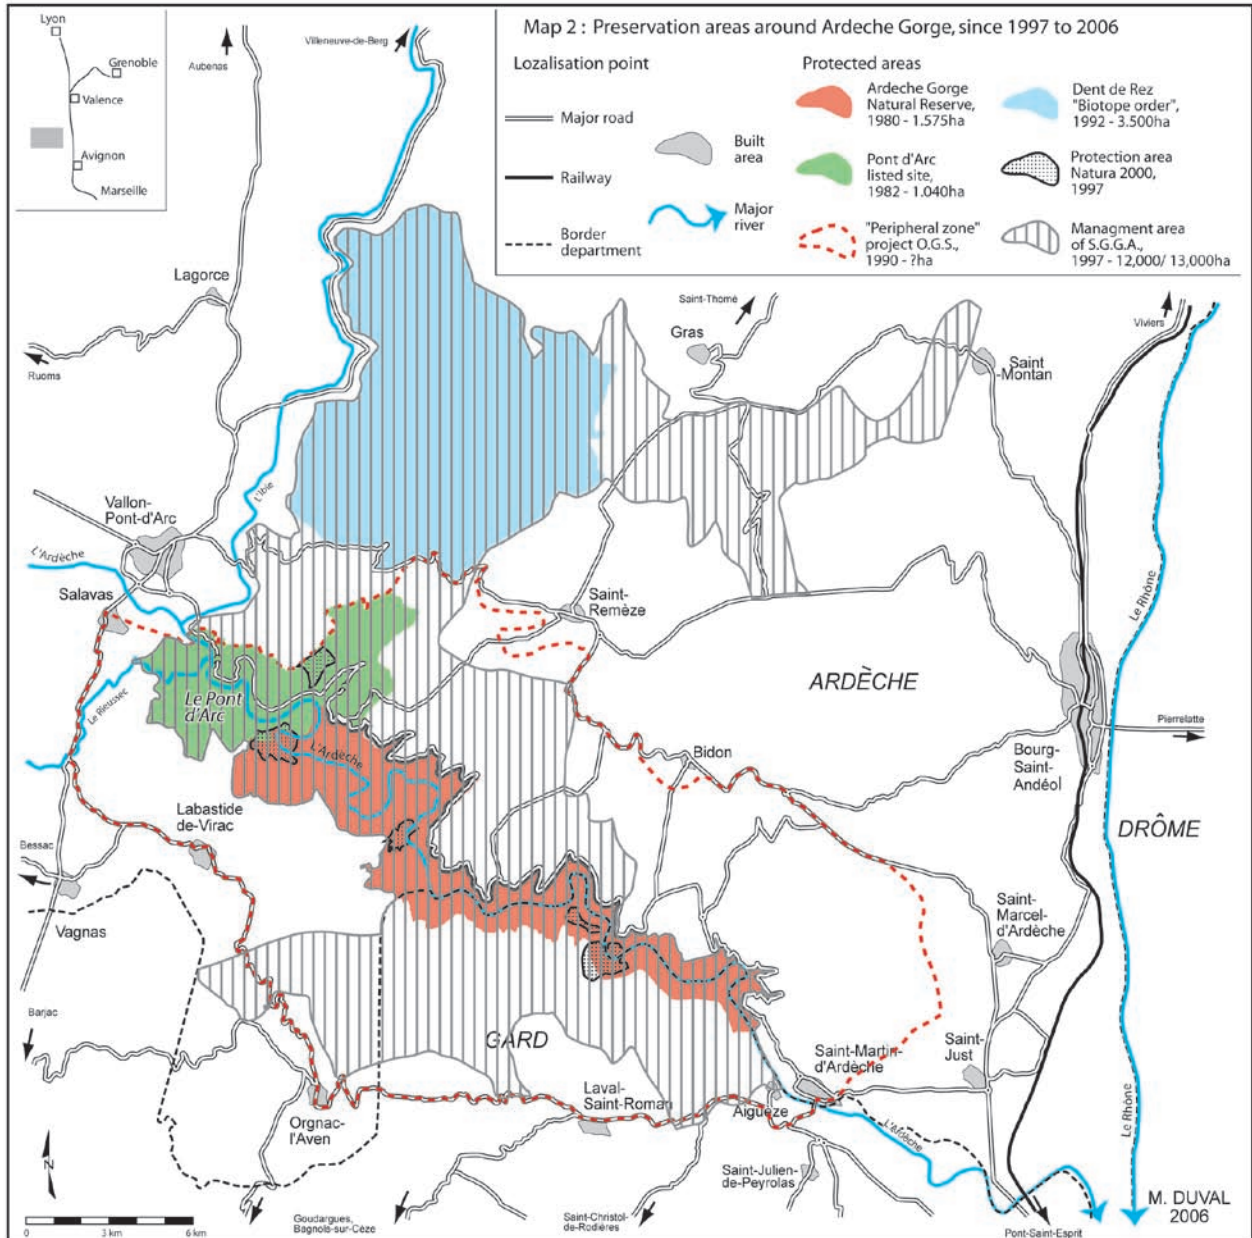 Lyon
Grenoble
Valence
Avignon
Marseille
Map 2 : Preservation areas around Ardeche Gorge, since 1997 to 2006
Lozalisation point
Major road
Railway
Border
department
Built
area
Major
river
Protected areas
Ardeche Gorge
Natural Reserve,
1980 - 1.575ha
Pont d'Arc
listed site,
1982 - 1.040ha
"Peripheral zone"
project O.G.S.,
1990 - ?ha
Dent de Rez
"Biotope order",
1992 - 3.500ha
Protection area
Natura 2000,
1997
Managment area
of S.G.G.A.,
1997 - 12,000/ 13,000ha
Aubenas
Villeneuve-de-Berg
Lagorce
Ruoms
Saint-Thomé
Gras
Saint
-Montan
Viviers
L'Ibie
Vallon-
Pont-d'Arc
L'Ardèche
Salavas
Saint-
Remèze
Le Rhône
Le Rieussec
Le Pont
d'Arc
L'Ardèche
ARDÈCHE
Bidon
Bourg-
Saint-
Andéol
Pierrelatte
DRÔME
Labastide
de-Virac
Bessac
Vagnas
Saint-
Marcel-
d'Ardèche
Barjac
GARD
Saint-Martin-
d'Ardèche
Saint-
Just
Orgnac-
l'Aven
Laval-
Saint-Roman
Aiguèze
L'Ardèche
Le Rhône
Saint-Julien-
de-Peyrolas
N
0 3 km 6 km
Goudargues,
Bagnols-sur-Cèze
Saint-Christol-
de-Rodières
Pont-Saint-Esprit
M. DUVAL
2006